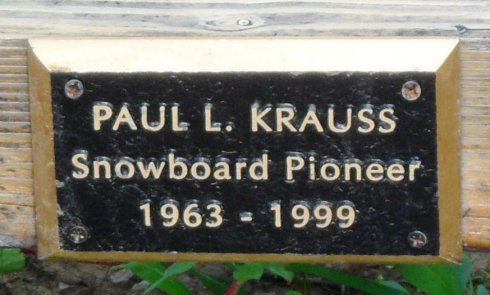 PAUL L. KRAUSS
Snowboard Pioneer
1963 - 1999